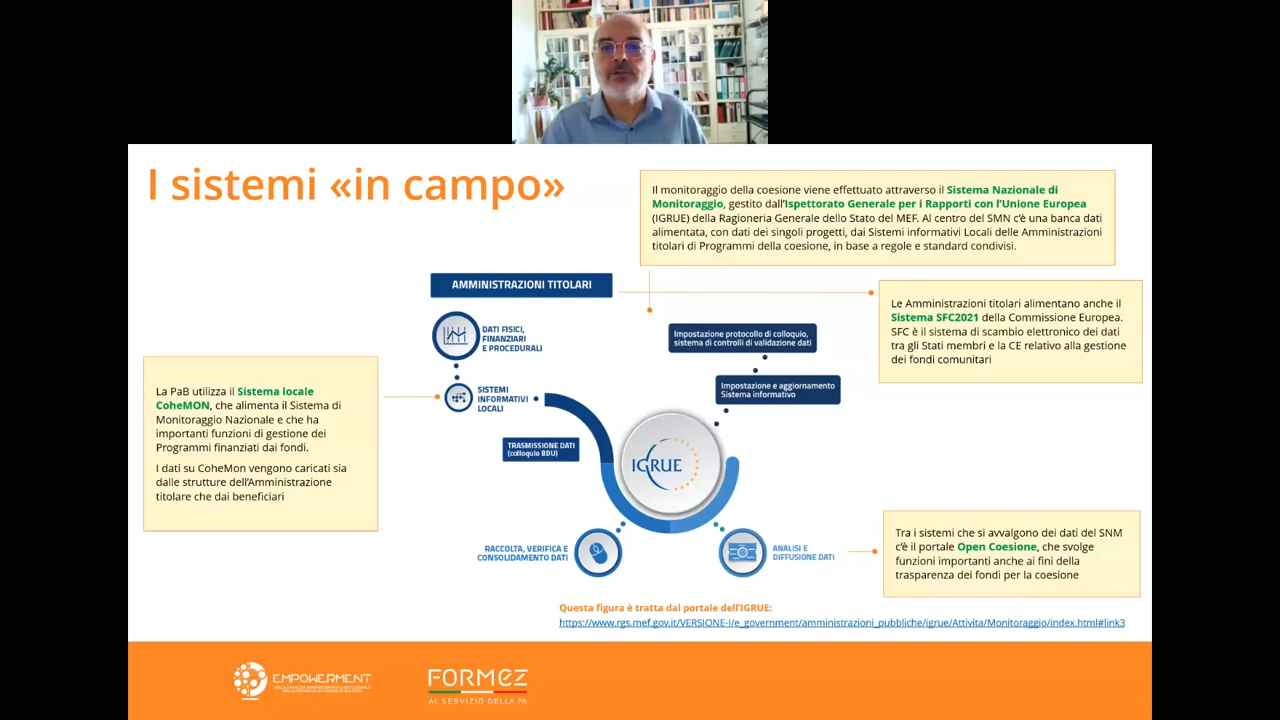 I sistemi «in campo»
Il monitoraggio della coesione viene effettuato attraverso il Sistema Nazionale di
Monitoraggio, gestito dall'Ispettorato Generale per i Rapporti con l'Unione Europea
(IGRUE) della Ragioneria Generale dello Stato del MEF. Al centro del SMN c'è una banca dati
alimentata, con dati dei singoli progetti, dai Sistemi informativi Locali delle Amministrazioni
titolari di Programmi della coesione, in base a regole e standard condivisi.
AMMINISTRAZIONI TITOLARI
Le Amministrazioni titolari alimentano anche il
Sistema SFC2021 della Commissione Europea.
SFC è il sistema di scambio elettronico dei dati
tra gli Stati membri e la CE relativo alla gestione
dei fondi comunitari
DATI FISICI,
FINANZIARI
E PROCEDURALI
Impostazione protocollo di colloquio,
sistema di controlli di validazione dati
Impostazione e aggiornamento
Sistema informativo
SISTEMI
INFORMATIVI
LOCALI
La PaB utilizza il Sistema locale
CoheMON, che alimenta il Sistema di
Monitoraggio Nazionale e che ha
importanti funzioni di gestione dei
Programmi finanziati dai fondi.
I dati su CoheMon vengono caricati sia
dalle strutture dell'Amministrazione
titolare che dai beneficiari
TRASMISSIONE DATI
(colloquio BDU)
IGRUE
RACCOLTA, VERIFICA E
CONSOLIDAMENTO DATI
ANALISI E
DIFFUSIONE DATI
Tra i sistemi che si avvalgono dei dati del SNM
c'è il portale Open Coesione, che svolge
funzioni importanti anche ai fini della
trasparenza dei fondi per la coesione
Questa figura è tratta dal portale dell'IGRUE:
https://www.rgs.mef.gov.it/VERSIONE-I/e_government/amministrazioni_pubbliche/igrue/Attivita/Monitoraggio/index.html#link3
EMPOWERMENT
FORMEZ
AL SERVIZIO DELLA PA